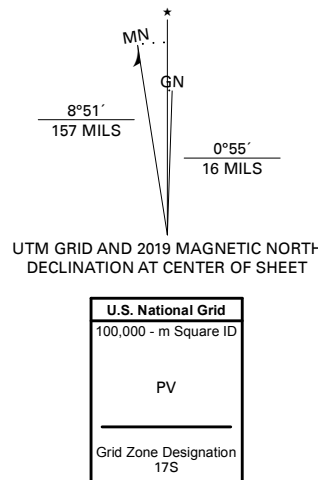 ★
MN
GN
8°51´
157 MILS
0°55´
16 MILS
UTM GRID AND 2019 MAGNETIC NORTH
DECLINATION AT CENTER OF SHEET
U.S. National Grid
100,000 - m Square ID
PV
Grid Zone Designation
17S